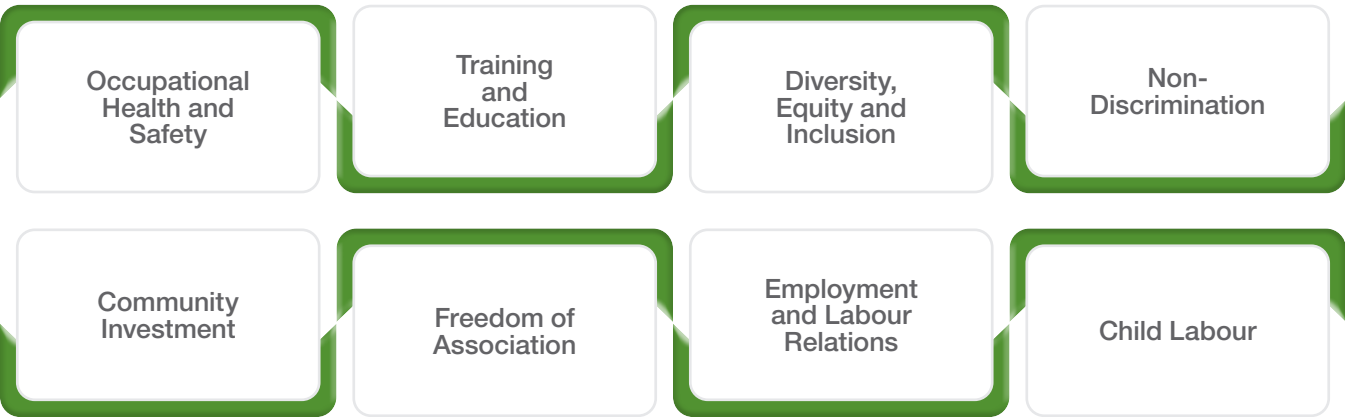 Occupational
Health and
Safety
Training
and
Education
Diversity,
Equity and
Inclusion
Non-
Discrimination
Community
Investment
Freedom of
Association
Employment
and Labour
Relations
Child Labour